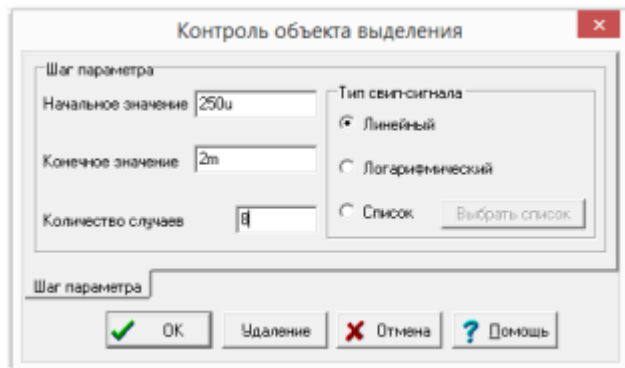 Контроль объекта выделения
Шаг параметра
Начальное значение 250u
Конечное значение 2m
Количество случаев 8
Тип свип-сигнала
Линейный
Логарифмический
Список Выбрать список
Шаг параметра
OK Удаление Отмена Помощь